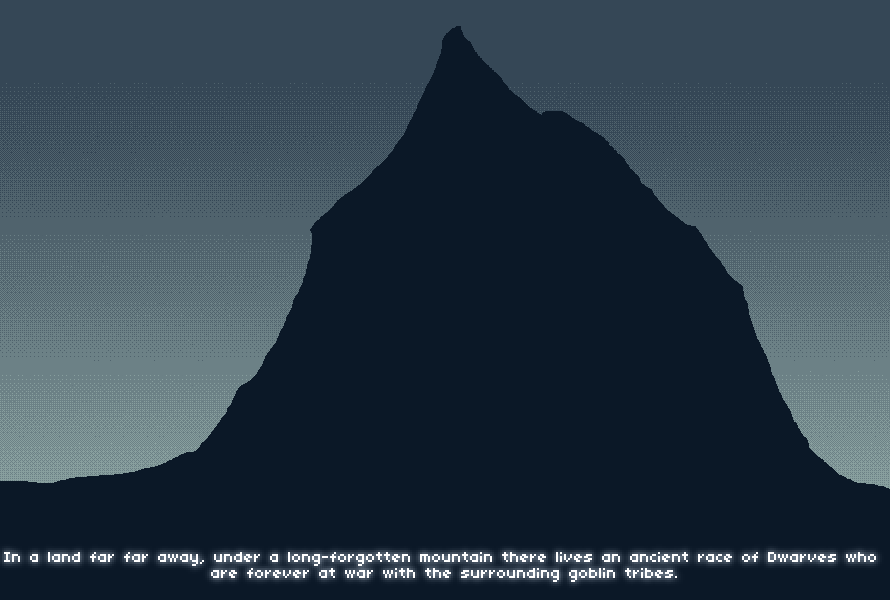 In a land far far away, under a long-forgotten mountain there lives an ancient race of Dwarves who
are forever at war with the surrounding goblin tribes.